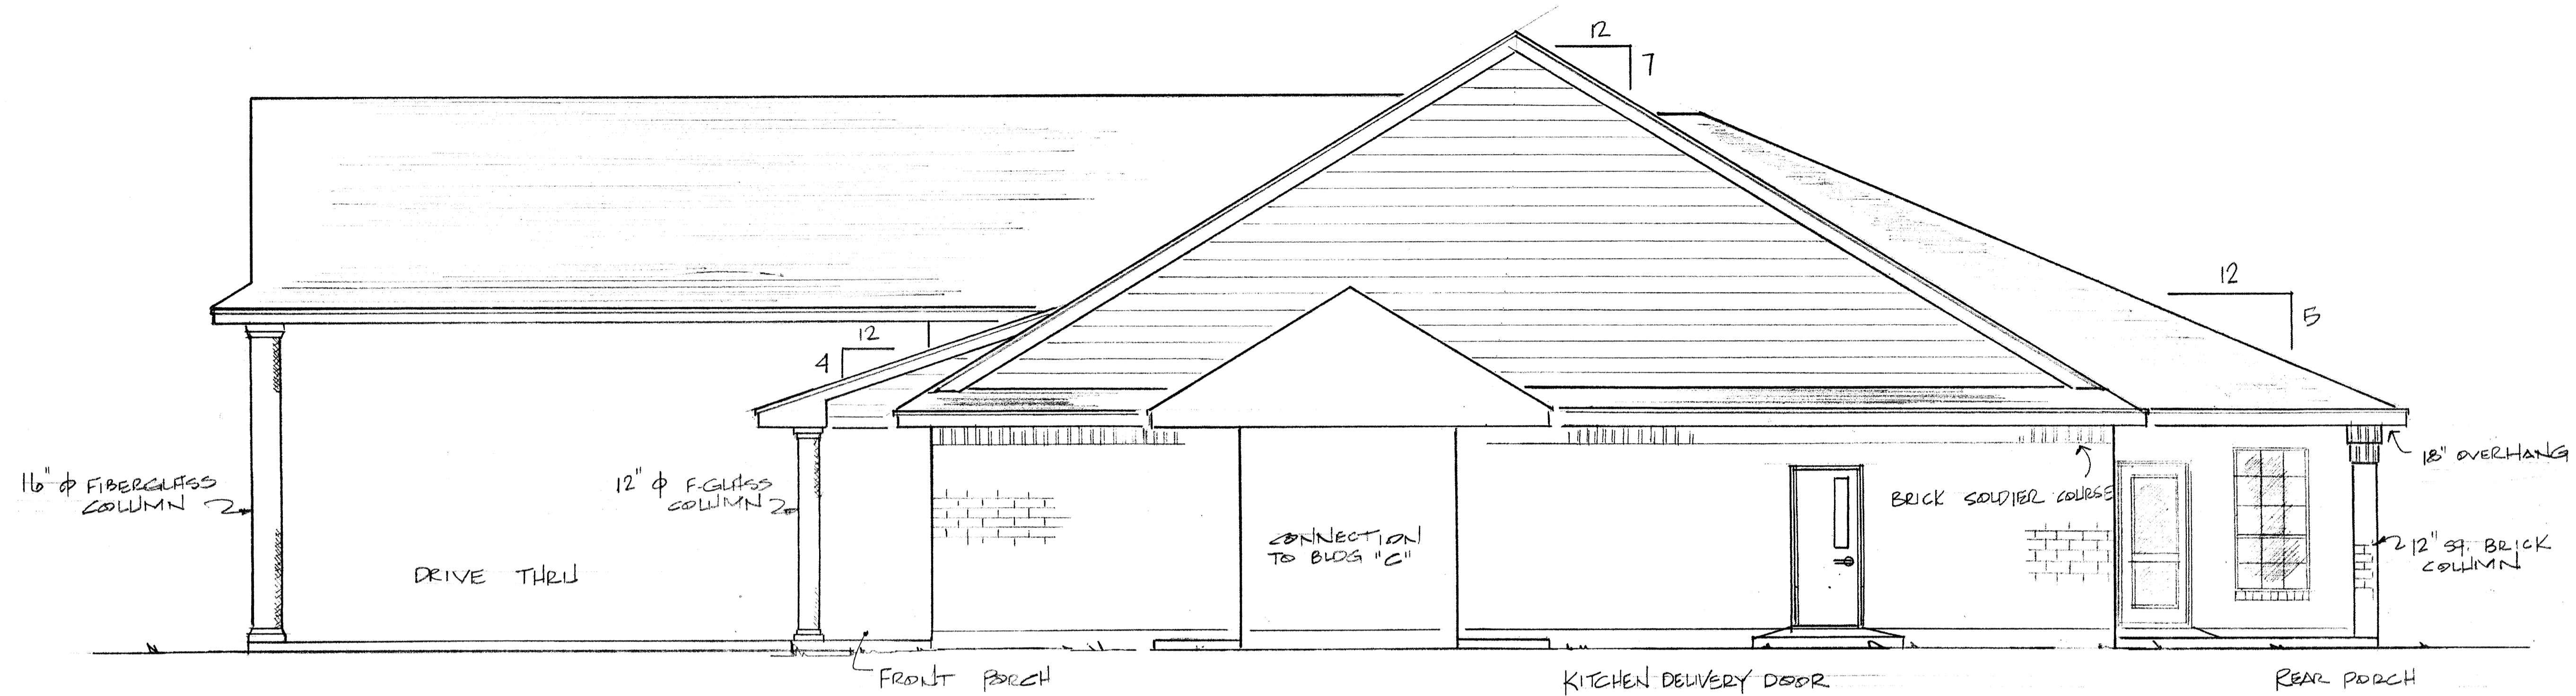 12
7
12
5
12
4
16" φ FIBERGLASS
COLUMN
12" φ F-GLASS
COLUMN
18" OVERHANG
BRICK SOLDIER COURSE
CONNECTION
TO BLDG "C"
12" SQ. BRICK
COLUMN
DRIVE THRU
FRONT PORCH
KITCHEN DELIVERY DOOR
REAR PORCH